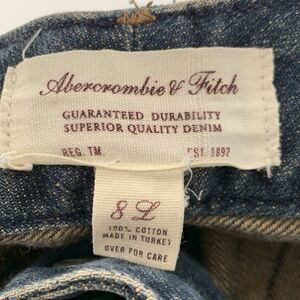 Abercrombie & Fitch
GUARANTEED DURABILITY
SUPERIOR QUALITY DENIM
REG. TM. EST. 1892
8 L
100% COTTON
MADE IN TURKEY
OVER FOR CARE